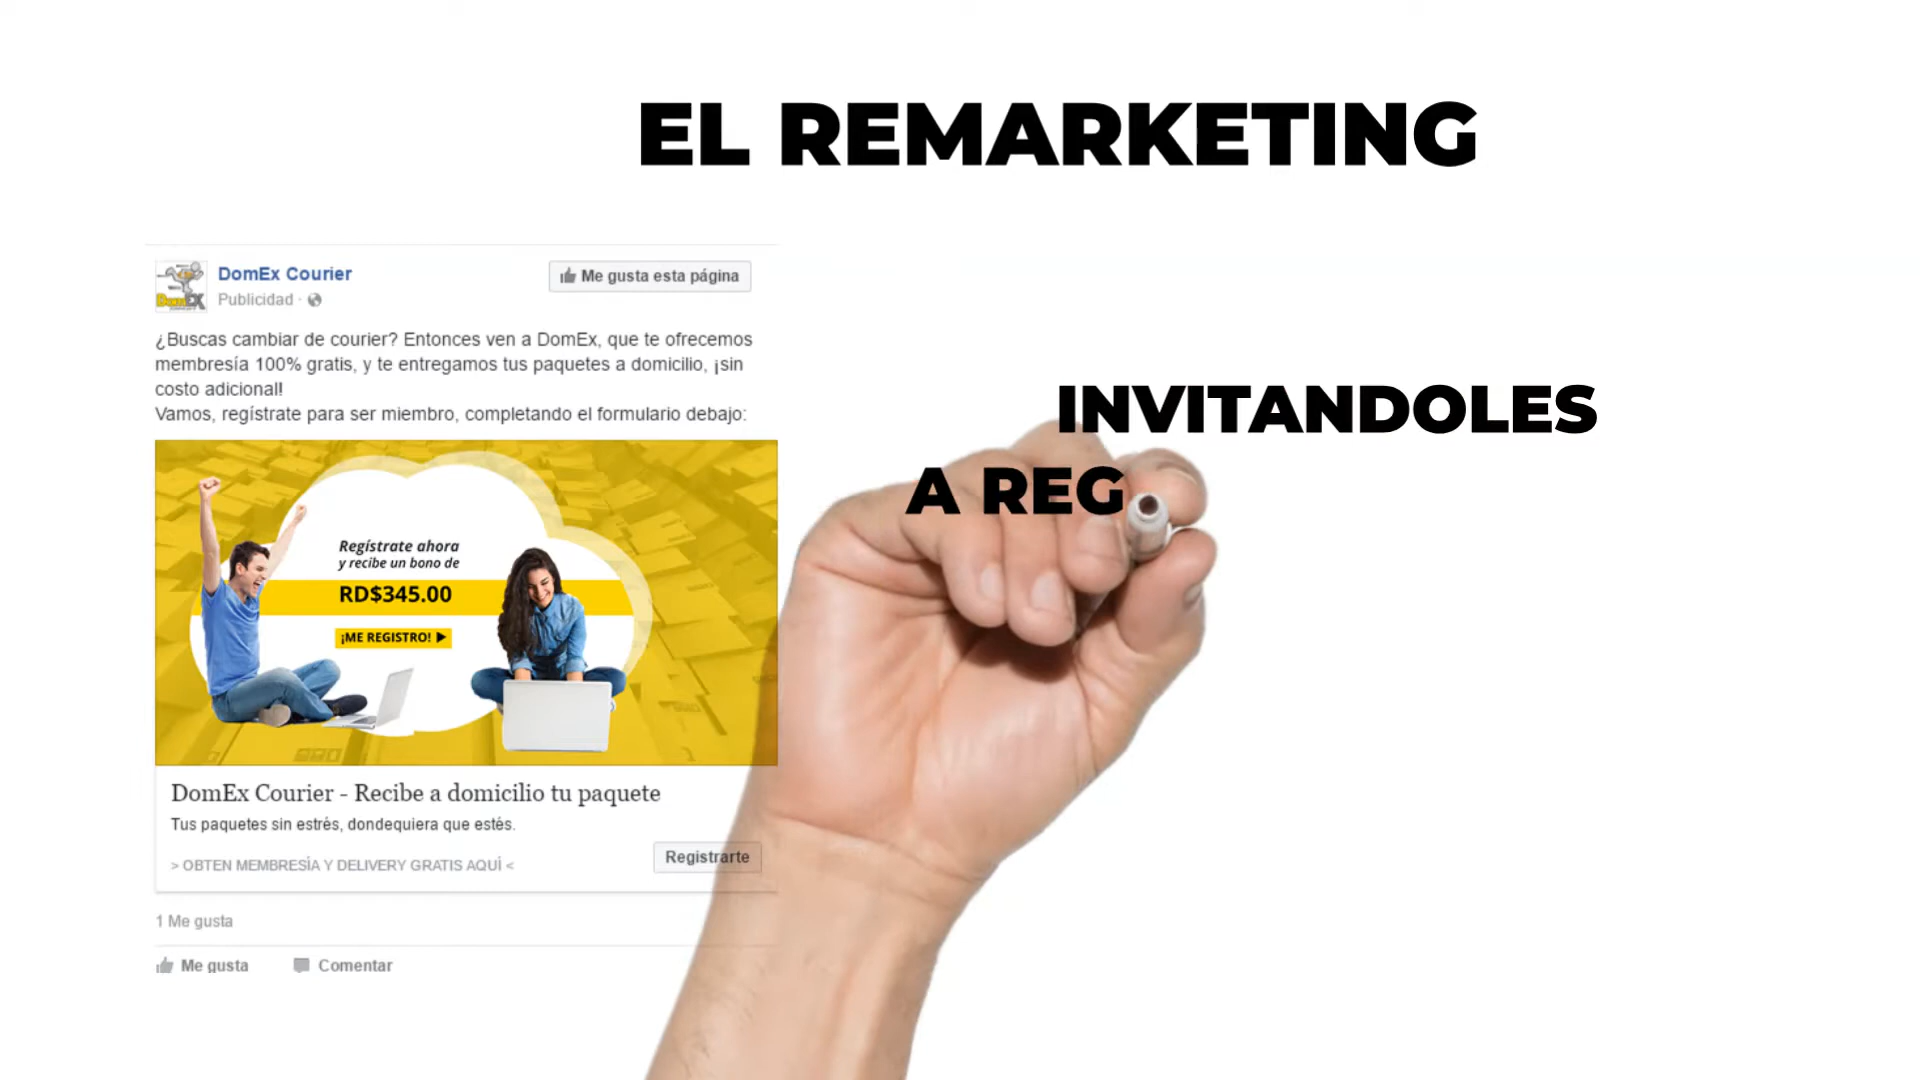 EL REMARKETING
DomEx Courier
Publicidad ·
Me gusta esta página
DomEX
¿Buscas cambiar de courier? Entonces ven a DomEx, que te ofrecemos
membresía 100% gratis, y te entregamos tus paquetes a domicilio, ¡sin
costo adicional!
Vamos, regístrate para ser miembro, completando el formulario debajo:
INVITANDOLES
A REG
Regístrate ahora
y recibe un bono de
RD$345.00
¡ME REGISTRO!
DomEx Courier - Recibe a domicilio tu paquete
Tus paquetes sin estrés, dondequiera que estés.
> OBTEN MEMBRESÍA Y DELIVERY GRATIS AQUÍ <
Registrarte
1 Me gusta
Me gusta
Comentar